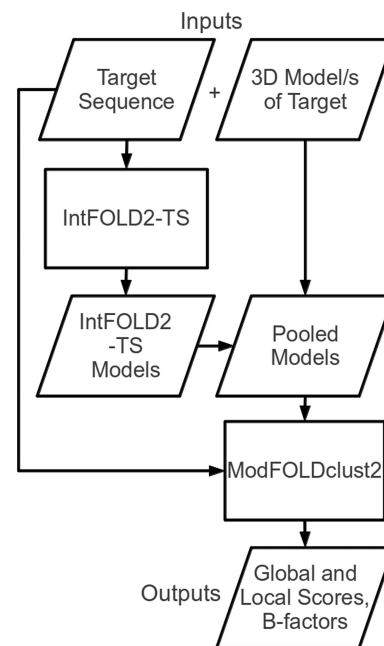 Inputs
Target
Sequence
+
3D Model/s
of Target
IntFOLD2-TS
IntFOLD2
-TS
Models
Pooled
Models
ModFOLDclust2
Outputs
Global and
Local Scores,
B-factors